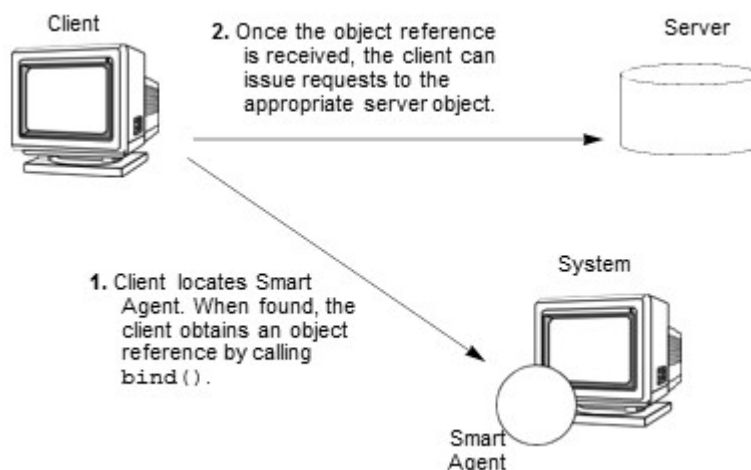 Client
2. Once the object reference
is received, the client can
issue requests to the
appropriate server object.
Server
1. Client locates Smart
Agent. When found, the
client obtains an object
reference by calling
bind().
System
Smart
Agent